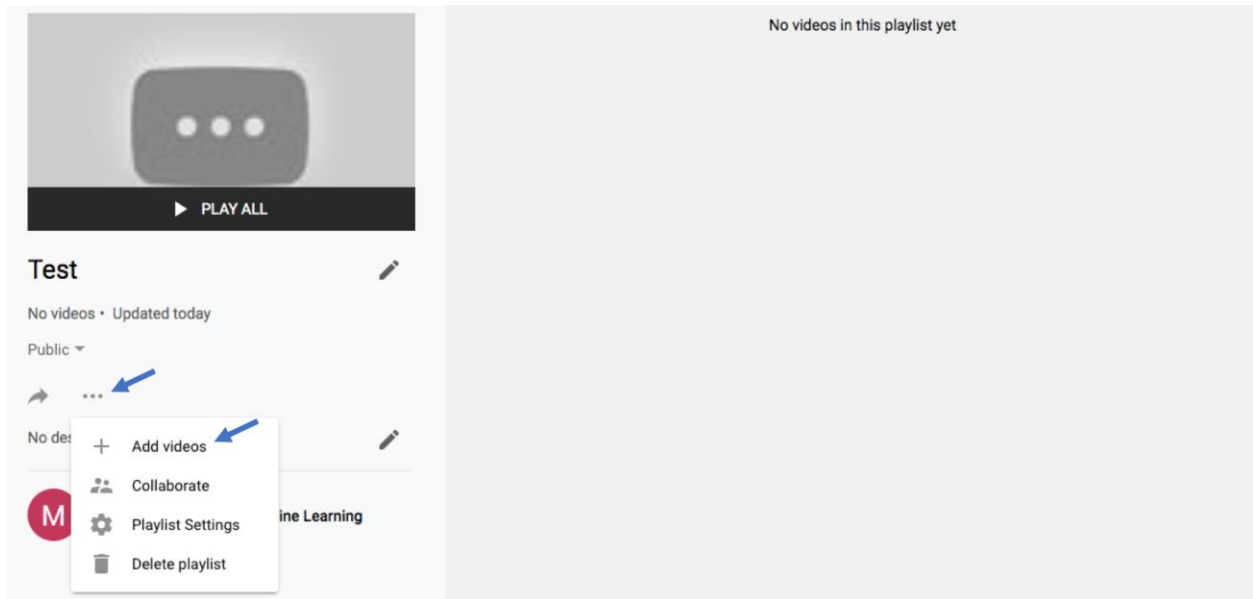 No videos in this playlist yet
PLAY ALL
Test
No videos • Updated today
Public
No
Add videos
Collaborate
M
ine Learning
Playlist Settings
Delete playlist